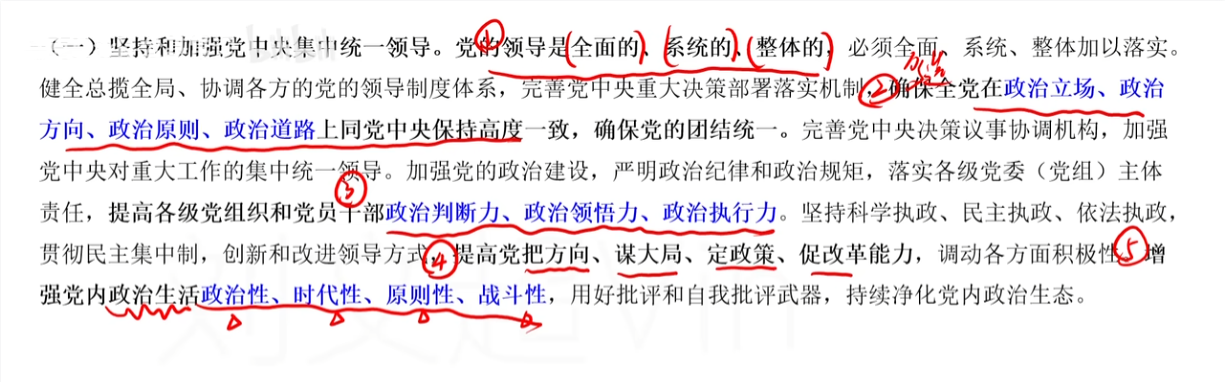 （一）坚持和加强党中央集中统一领导。党的领导是全面的、系统的、整体的，必须全面、系统、整体加以落实。
健全总揽全局、协调各方的党的领导制度体系，完善党中央重大决策部署落实机制，确保全党在政治立场、政治
方向、政治原则、政治道路上同党中央保持高度一致，确保党的团结统一。完善党中央决策议事协调机构，加强
党中央对重大工作的集中统一领导。加强党的政治建设，严明政治纪律和政治规矩，落实各级党委（党组）主体
责任，提高各级党组织和党员干部政治判断力、政治领悟力、政治执行力。坚持科学执政、民主执政、依法执政，
贯彻民主集中制，创新和改进领导方式，提高党把方向、谋大局、定政策、促改革能力，调动各方面积极性。增
强党内政治生活政治性、时代性、原则性、战斗性，用好批评和自我批评武器，持续净化党内政治生态。
①
②
③
④
⑤